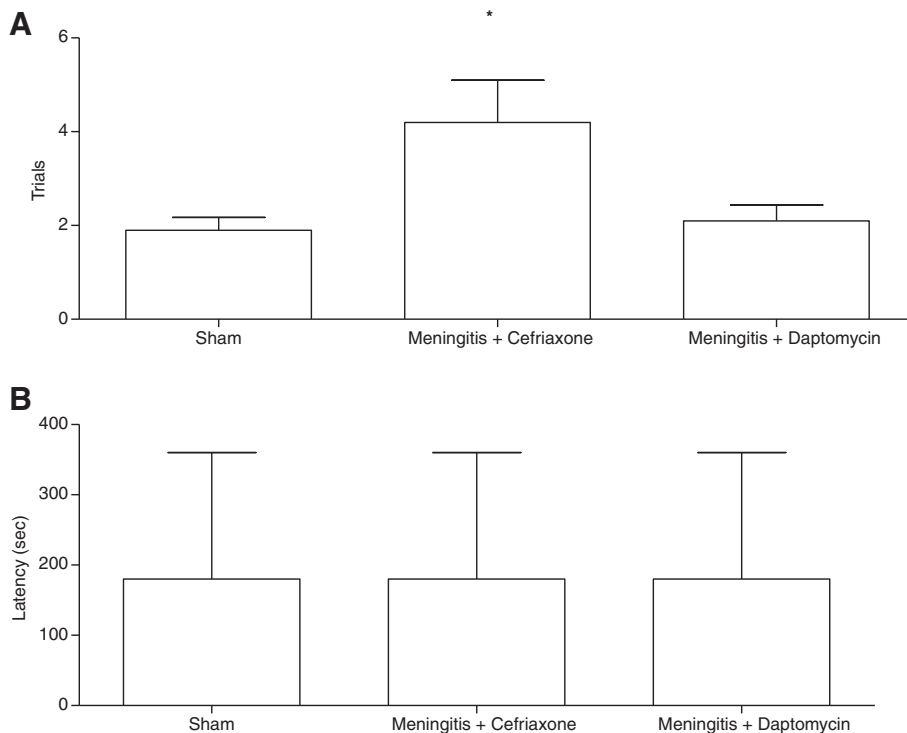 A
*
6
4
2
0
Trials
Sham
Meningitis + Cefriaxone
Meningitis + Daptomycin
B
400
300
200
100
0
Latency (sec)
Sham
Meningitis + Cefriaxone
Meningitis + Daptomycin